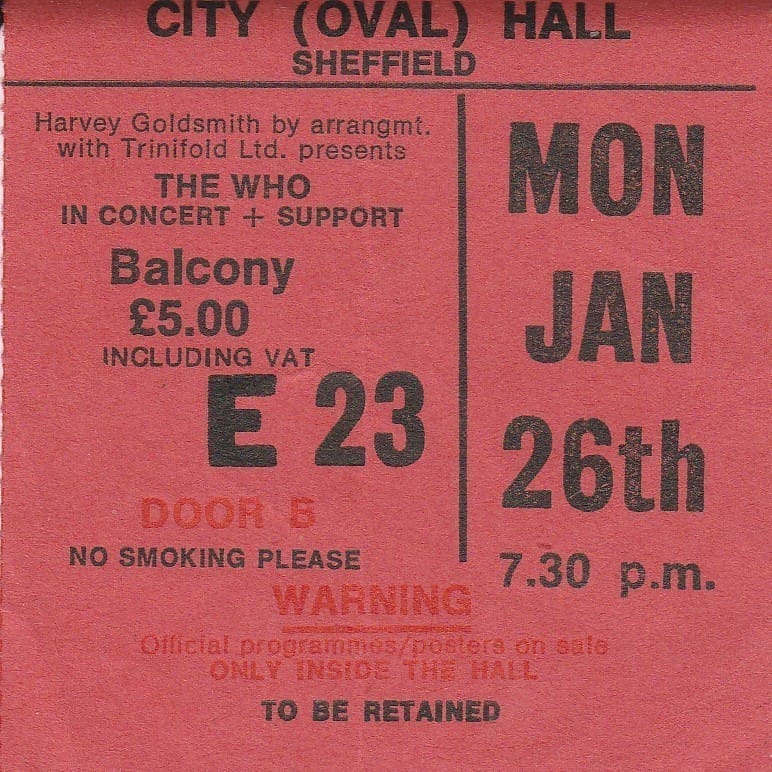 CITY (OVAL) HALL
SHEFFIELD
Harvey Goldsmith by arrangmt.
with Trinifold Ltd. presents
THE WHO
IN CONCERT + SUPPORT
Balcony
£5.00
INCLUDING VAT
E 23
DOOR B
NO SMOKING PLEASE
MON
JAN
26th
7.30 p.m.
WARNING
Official programmes/posters on sale
ONLY INSIDE THE HALL
TO BE RETAINED